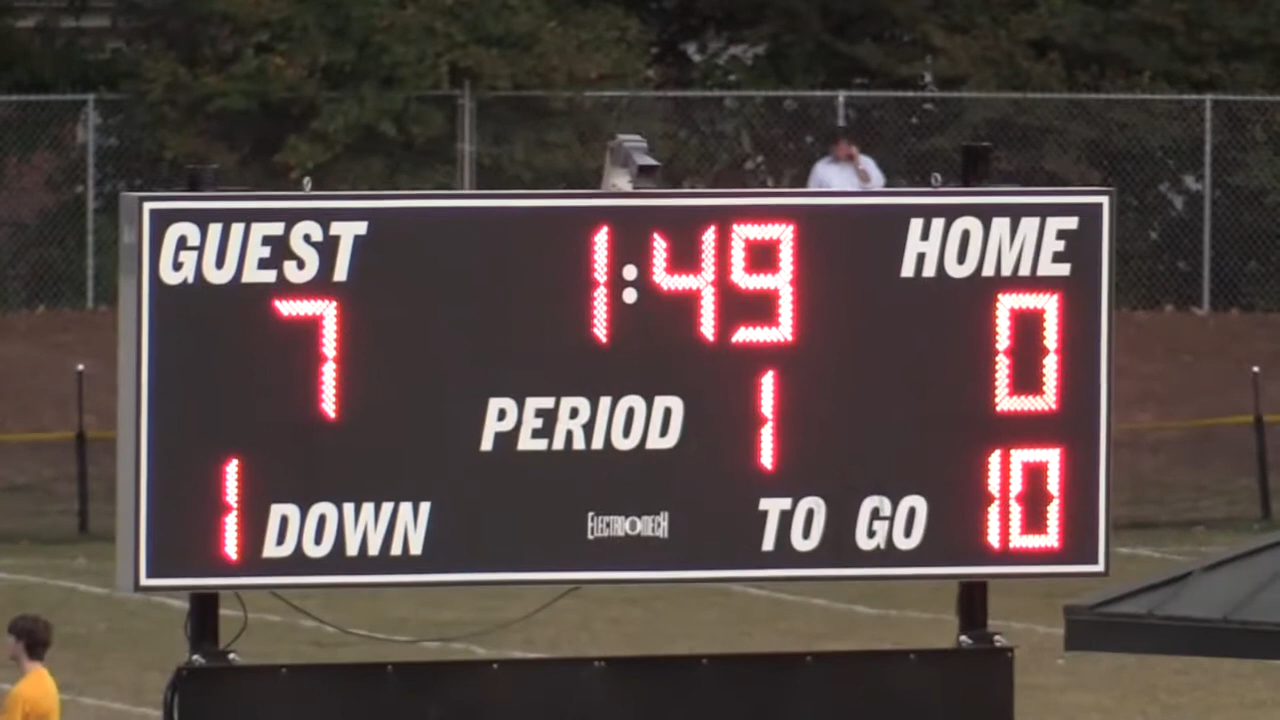 GUEST 1:49 HOME
7 0
PERIOD 1
1 DOWN TO GO 10
ELECTRO-MECH